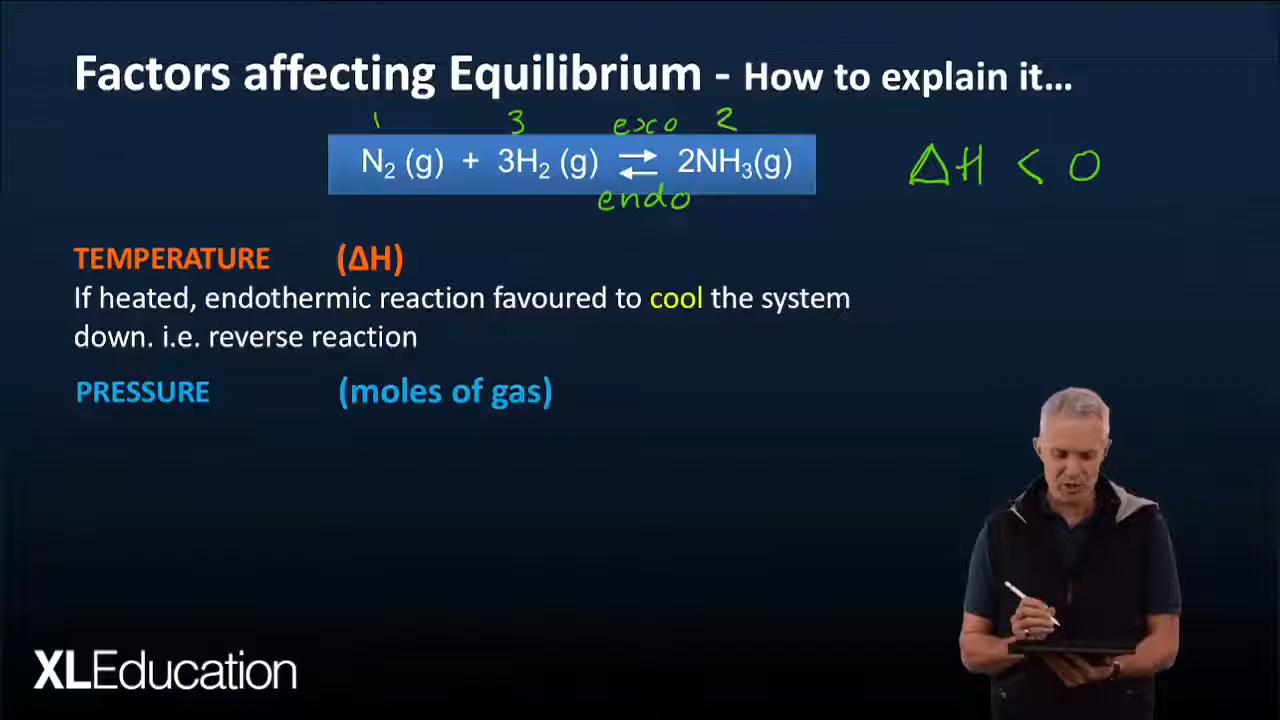 Factors affecting Equilibrium - How to explain it...
1 3 exo 2
N₂ (g) + 3H₂ (g) ⇌ 2NH₃(g)
ΔH < 0
endo
TEMPERATURE (ΔH)
If heated, endothermic reaction favoured to cool the system
down. i.e. reverse reaction
PRESSURE (moles of gas)
XLEducation